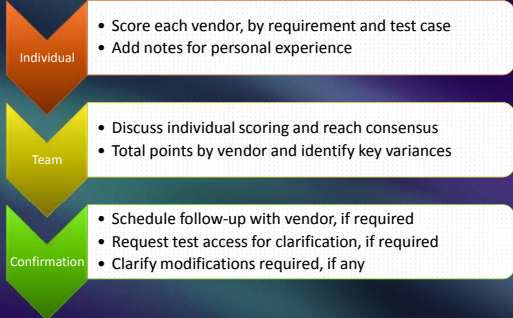 Individual
• Score each vendor, by requirement and test case
• Add notes for personal experience
Team
• Discuss individual scoring and reach consensus
• Total points by vendor and identify key variances
Confirmation
• Schedule follow-up with vendor, if required
• Request test access for clarification, if required
• Clarify modifications required, if any